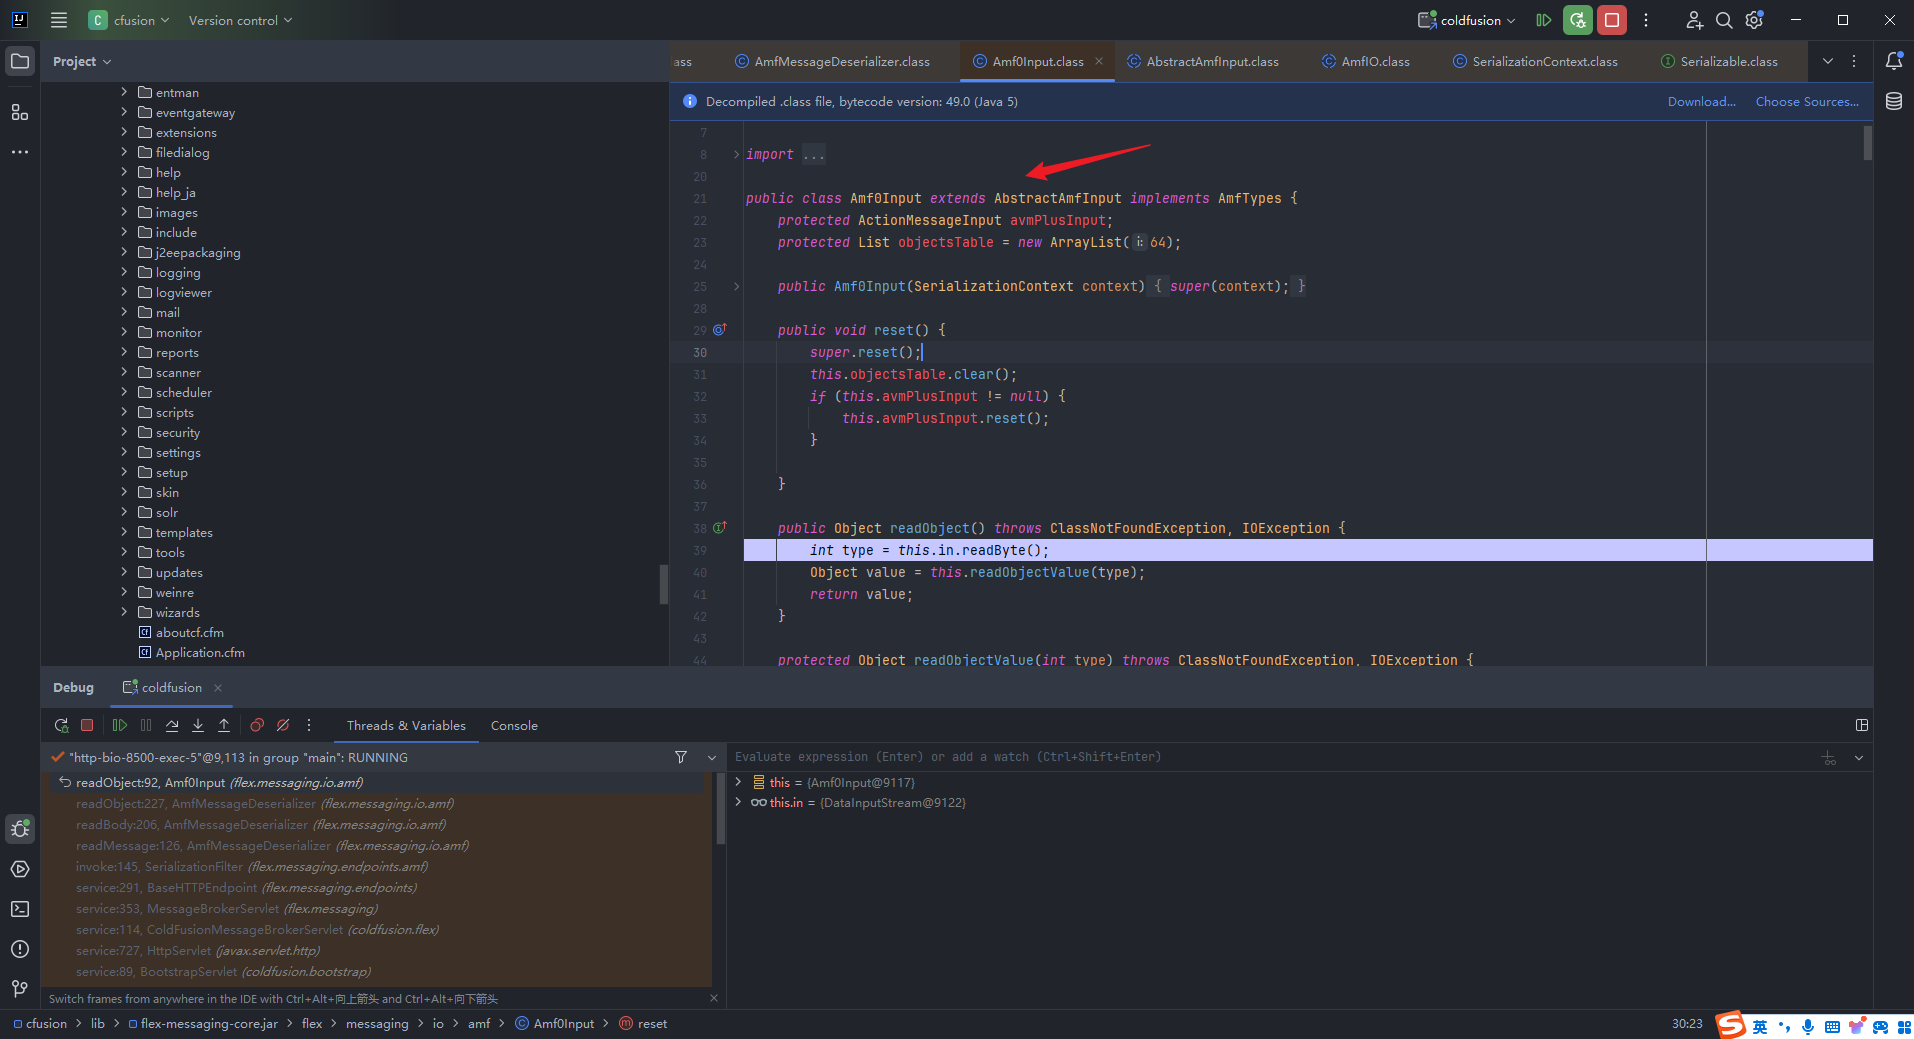 IJ
C cfusion
Version control
coldfusion
Project
ass
AmfMessageDeserializer.class
Amf0Input.class
AbstractAmfInput.class
AmfIO.class
SerializationContext.class
Serializable.class
Decompiled .class file, bytecode version: 49.0 (Java 5)
Download...
Choose Sources...
entman
eventgateway
extensions
filedialog
help
help_ja
images
include
j2eepackaging
logging
logviewer
mail
monitor
reports
scanner
scheduler
scripts
security
settings
setup
skin
solr
templates
tools
updates
weinre
wizards
aboutcf.cfm
Application.cfm
7
8 import ...
20
21 public class Amf0Input extends AbstractAmfInput implements AmfTypes {
22 protected ActionMessageInput avmPlusInput;
23 protected List objectsTable = new ArrayList( i: 64);
24
25 public Amf0Input(SerializationContext context) { super(context); }
28
29 public void reset() {
30 super.reset();
31 this.objectsTable.clear();
32 if (this.avmPlusInput != null) {
33 this.avmPlusInput.reset();
34 }
35
36 }
37
38 public Object readObject() throws ClassNotFoundException, IOException {
39 int type = this.in.readByte();
40 Object value = this.readObjectValue(type);
41 return value;
42 }
43
44 protected Object readObjectValue(int type) throws ClassNotFoundException, IOException {
Debug
coldfusion
Threads & Variables
Console
"http-bio-8500-exec-5"@9,113 in group "main": RUNNING
readObject:92, Amf0Input (flex.messaging.io.amf)
readObject:227, AmfMessageDeserializer (flex.messaging.io.amf)
readBody:206, AmfMessageDeserializer (flex.messaging.io.amf)
readMessage:126, AmfMessageDeserializer (flex.messaging.io.amf)
invoke:145, SerializationFilter (flex.messaging.endpoints.amf)
service:291, BaseHTTPEndpoint (flex.messaging.endpoints)
service:353, MessageBrokerServlet (flex.messaging)
service:114, ColdFusionMessageBrokerServlet (coldfusion.flex)
service:727, HttpServlet (javax.servlet.http)
service:89, BootstrapServlet (coldfusion.bootstrap)
Switch frames from anywhere in the IDE with Ctrl+Alt+向上箭头 and Ctrl+Alt+向下箭头
Evaluate expression (Enter) or add a watch (Ctrl+Shift+Enter)
this = {Amf0Input@9117}
this.in = {DataInputStream@9122}
cfusion > lib > flex-messaging-core.jar > flex > messaging > io > amf > Amf0Input > reset
30:23
英